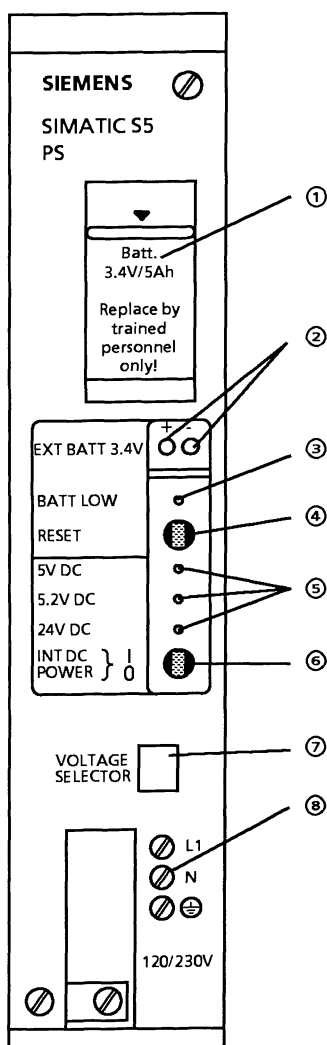 SIEMENS
SIMATIC S5
PS
①
Batt.
3.4V/5Ah
Replace by
trained
personnel
only!
②
+ -
EXT BATT 3.4V
③
BATT LOW
④
RESET
5V DC
⑤
5.2V DC
24V DC
INT DC } I
POWER } 0
⑥
⑦
VOLTAGE
SELECTOR
⑧
L1
N
120/230V